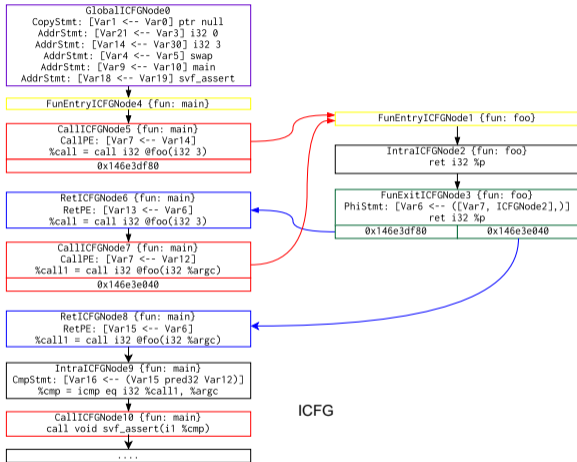 GlobalICFGNode0
CopyStmt: [Var1 <-- Var0] ptr null
AddrStmt: [Var21 <-- Var3] i32 0
AddrStmt: [Var14 <-- Var30] i32 3
AddrStmt: [Var4 <-- Var5] swap
AddrStmt: [Var9 <-- Var10] main
AddrStmt: [Var18 <-- Var19] svf_assert
FunEntryICFGNode4 {fun: main}
CallICFGNode5 {fun: main}
CallPE: [Var7 <-- Var14]
%call = call i32 @foo(i32 3)
0x146e3df80
RetICFGNode6 {fun: main}
RetPE: [Var13 <-- Var6]
%call = call i32 @foo(i32 3)
CallICFGNode7 {fun: main}
CallPE: [Var7 <-- Var12]
%call1 = call i32 @foo(i32 %argc)
0x146e3e040
RetICFGNode8 {fun: main}
RetPE: [Var15 <-- Var6]
%call1 = call i32 @foo(i32 %argc)
IntraICFGNode9 {fun: main}
CmpStmt: [Var16 <-- (Var15 pred32 Var12)]
%cmp = icmp eq i32 %call1, %argc
CallICFGNode10 {fun: main}
call void svf_assert(i1 %cmp)
....
FunEntryICFGNode1 {fun: foo}
IntraICFGNode2 {fun: foo}
ret i32 %p
FunExitICFGNode3 {fun: foo}
PhiStmt: [Var6 <-- ([Var7, ICFGNode2],)]
ret i32 %p
0x146e3df80 0x146e3e040
ICFG